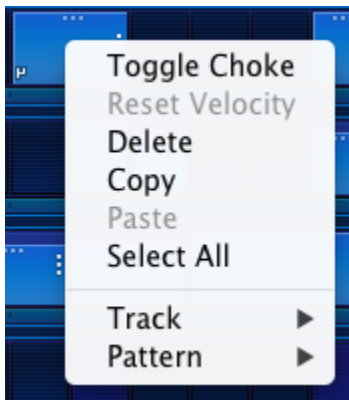 µ
Toggle Choke
Reset Velocity
Delete
Copy
Paste
Select All
Track
Pattern